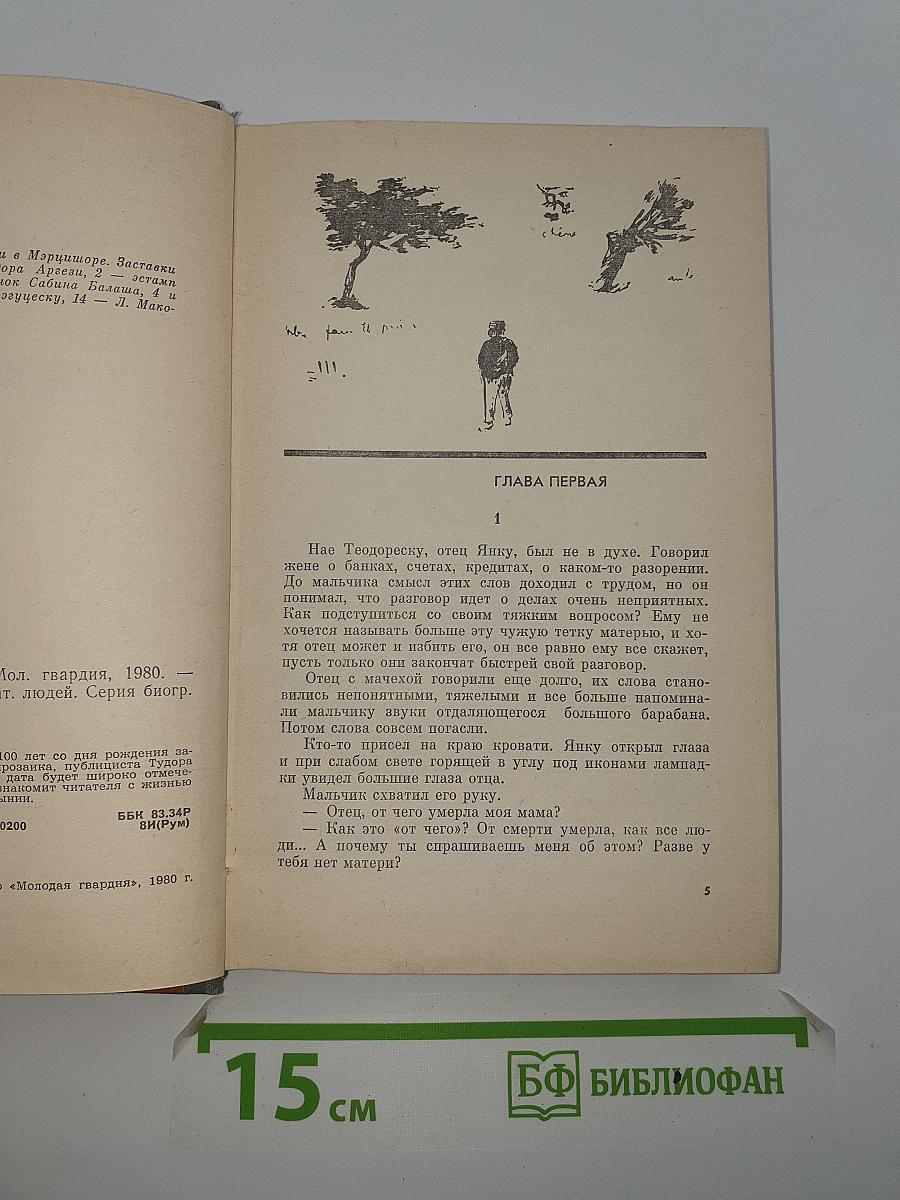 и в Мэрцишоре. Заставки
ора Аргези, 2 — эстамп
нок Сабина Балаша, 4 и
эгуцеску, 14 — Л. Мако-
Мол. гвардия, 1980. —
ат. людей. Серия биогр.
100 лет со дня рождения за-
прозаика, публициста Тудора
дата будет широко отмече-
знакомит читателя с жизнью
ынии.
ББК 83.34Р
0200 8И(Рум)
«Молодая гвардия», 1980 г.
chêne
ГЛАВА ПЕРВАЯ
1
Нае Теодореску, отец Янку, был не в духе. Говорил
жене о банках, счетах, кредитах, о каком-то разорении.
До мальчика смысл этих слов доходил с трудом, но он
понимал, что разговор идет о делах очень неприятных.
Как подступиться со своим тяжким вопросом? Ему не
хочется называть больше эту чужую тетку матерью, и хо-
тя отец может и избить его, он все равно ему все скажет,
пусть только они закончат быстрей свой разговор.
Отец с мачехой говорили еще долго, их слова стано-
вились непонятными, тяжелыми и все больше напомина-
ли мальчику звуки отдаляющегося большого барабана.
Потом слова совсем погасли.
Кто-то присел на краю кровати. Янку открыл глаза
и при слабом свете горящей в углу под иконами лампад-
ки увидел большие глаза отца.
Мальчик схватил его руку.
— Отец, от чего умерла моя мама?
— Как это «от чего»? От смерти умерла, как все лю-
ди... А почему ты спрашиваешь меня об этом? Разве у
тебя нет матери?
5
15 см
БФ БИБЛИОФАН